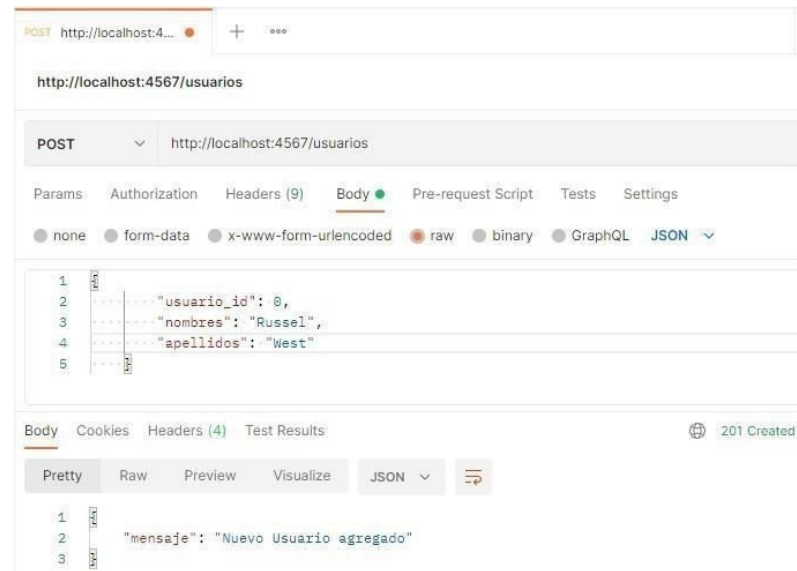 POST http://localhost:4... + ooo
http://localhost:4567/usuarios
POST http://localhost:4567/usuarios
Params Authorization Headers (9) Body Pre-request Script Tests Settings
none form-data x-www-form-urlencoded raw binary GraphQL JSON
1 {
2 "usuario_id": 0,
3 "nombres": "Russel",
4 "apellidos": "West"
5 }
Body Cookies Headers (4) Test Results 201 Created
Pretty Raw Preview Visualize JSON
1 {
2 "mensaje": "Nuevo Usuario agregado"
3 }